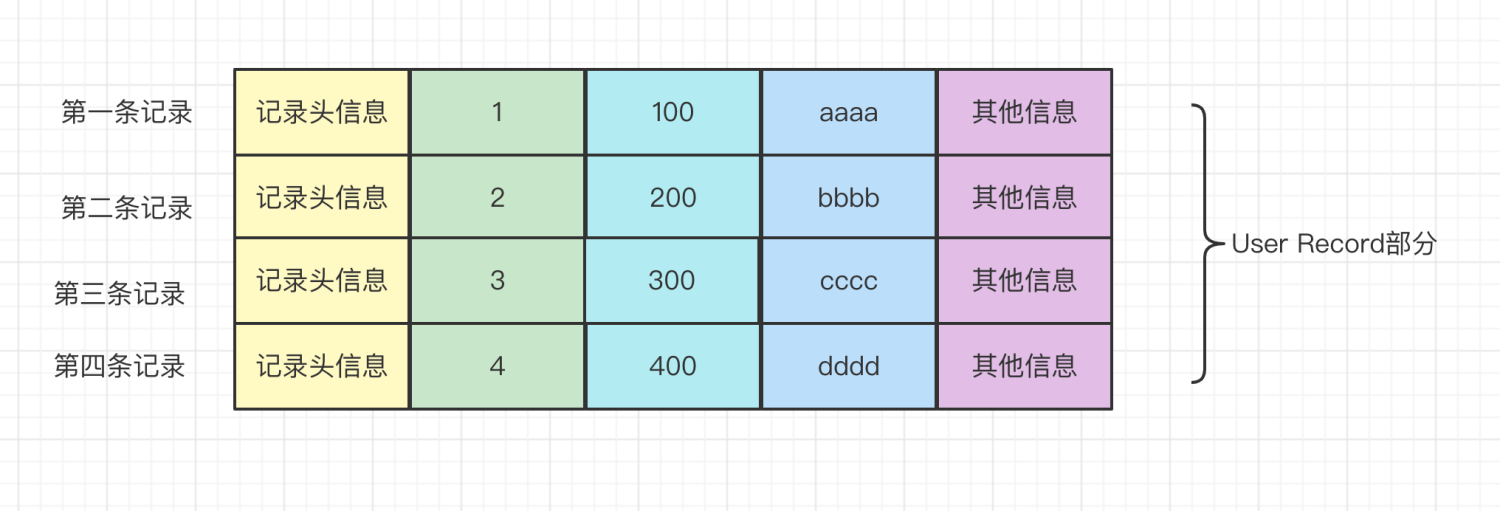 第一条记录 记录头信息 1 100 aaaa 其他信息
第二条记录 记录头信息 2 200 bbbb 其他信息
User Record部分
第三条记录 记录头信息 3 300 cccc 其他信息
第四条记录 记录头信息 4 400 dddd 其他信息